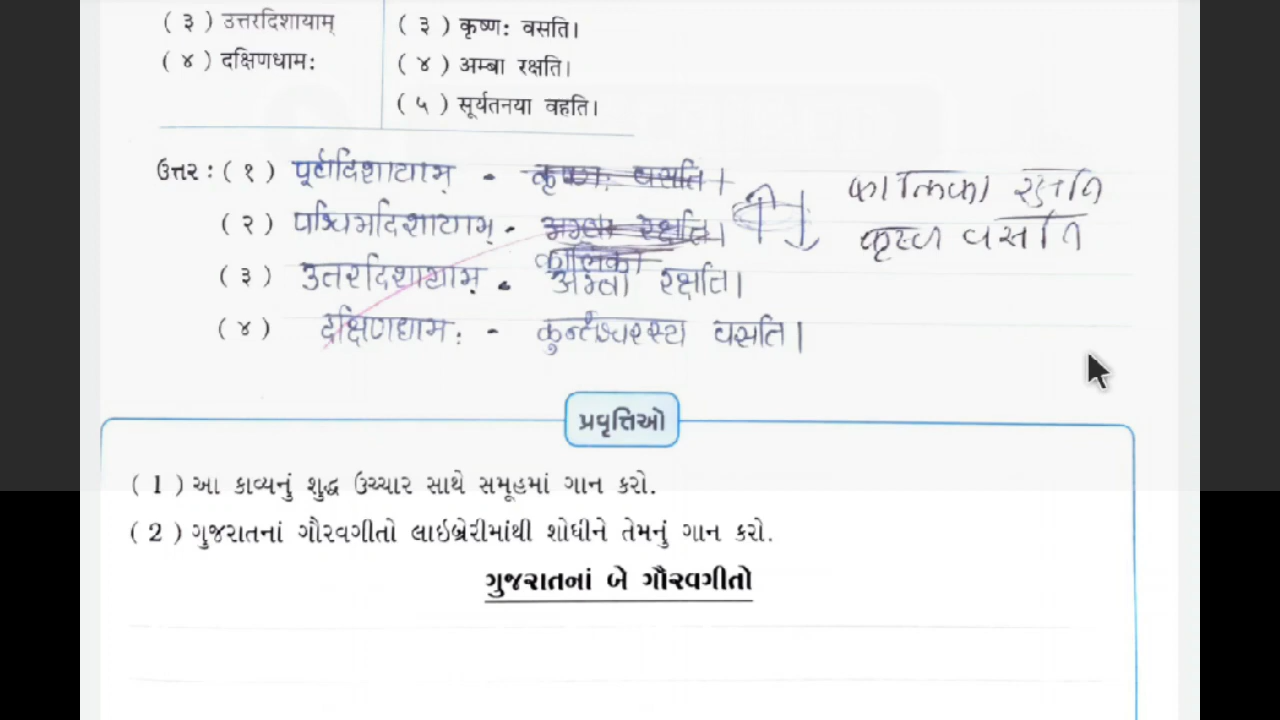 ( ३ ) उत्तरदिशायाम्
( ३ ) कृष्णः वसति।
( ४ ) दक्षिणधामः
( ४ ) अम्बा रक्षति।
( ५ ) सूर्यतनया वहति।
उत्तर : ( १ ) पूर्वदिशायाम् - कृष्णः वसति। कालिका रक्षति
( २ ) पश्चिमदिशायाम् - अम्बा रक्षति। कृष्ण वसति
कालिका
( ३ ) उत्तरदिशायाम् - अम्बा रक्षति।
( ४ ) दक्षिणधामः - वसति।
પ્રવૃત્તિઓ
( 1 ) આ કાવ્યનું શુદ્ધ ઉચ્ચાર સાથે સમૂહમાં ગાન કરો.
( 2 ) ગુજરાતનાં ગૌરવગીતો લાઇબ્રેરીમાંથી શોધીને તેમનું ગાન કરો.
ગુજરાતનાં બે ગૌરવગીતો